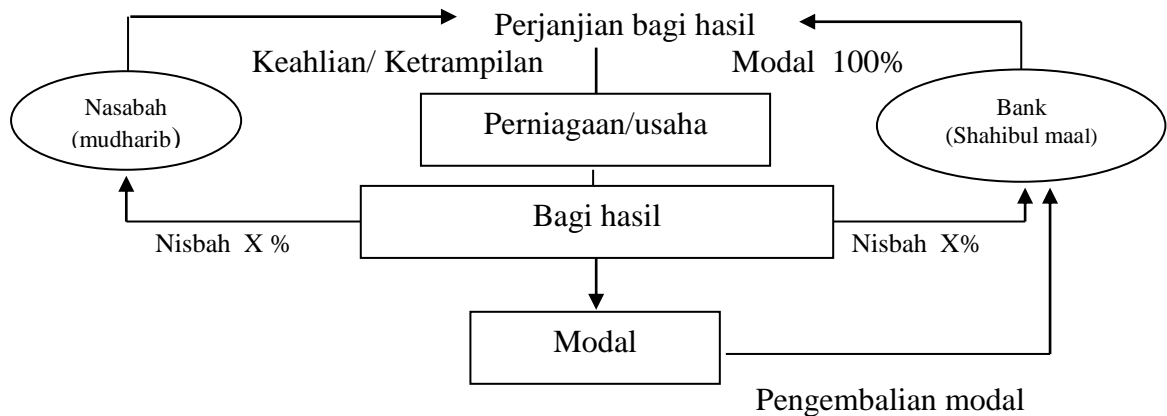 Perjanjian bagi hasil
Keahlian/ Ketrampilan
Modal 100%
Nasabah
(mudharib)
Perniagaan/usaha
Bank
(Shahibul maal)
Bagi hasil
Nisbah X %
Nisbah X%
Modal
Pengembalian modal